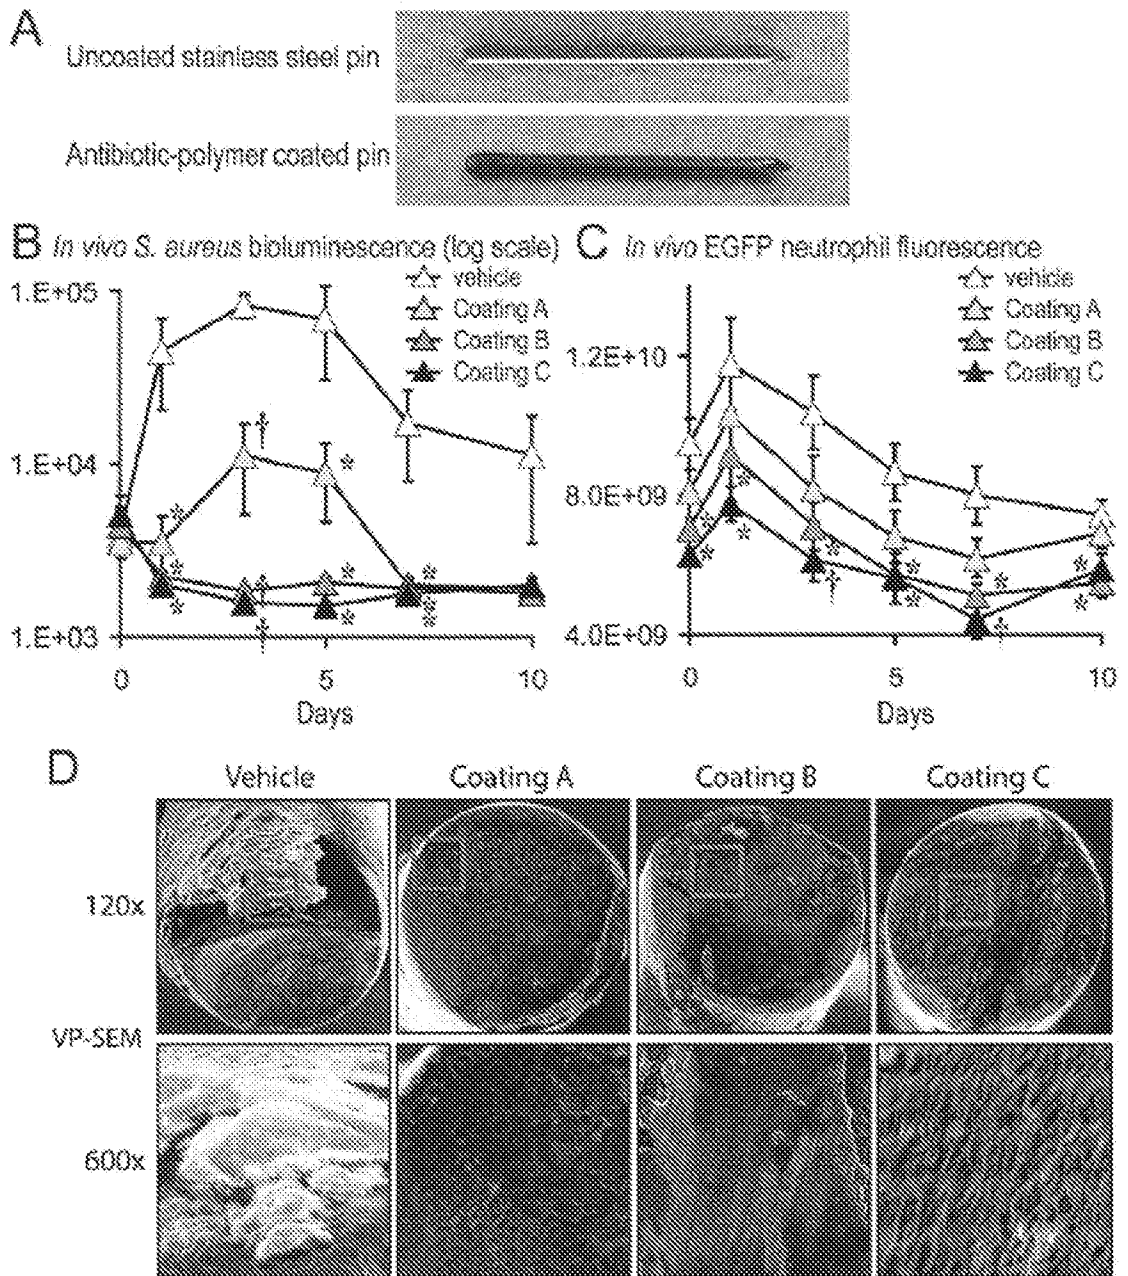 A
Uncoated stainless steel pin
Antibiotic-polymer coated pin
B In vivo S. aureus bioluminescence (log scale)
vehicle
Coating A
Coating B
Coating C
1.E+05
1.E+04
1.E+03
0 5 10
Days
C In vivo EGFP neutrophil fluorescence
vehicle
Coating A
Coating B
Coating C
1.2E+10
8.0E+09
4.0E+09
0 5 10
Days
D
Vehicle Coating A Coating B Coating C
120x
VP-SEM
600x